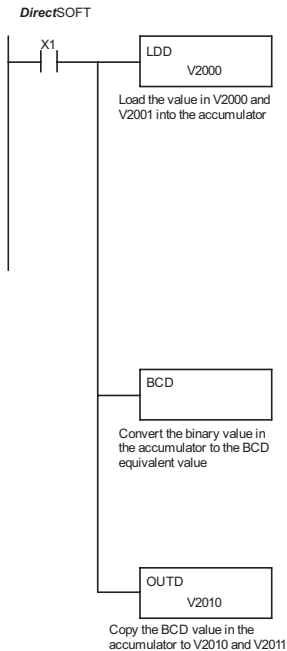 DirectSOFT
X1
LDD
V2000
Load the value in V2000 and
V2001 into the accumulator
BCD
Convert the binary value in
the accumulator to the BCD
equivalent value
OUTD
V2010
Copy the BCD value in the
accumulator to V2010 and V2011